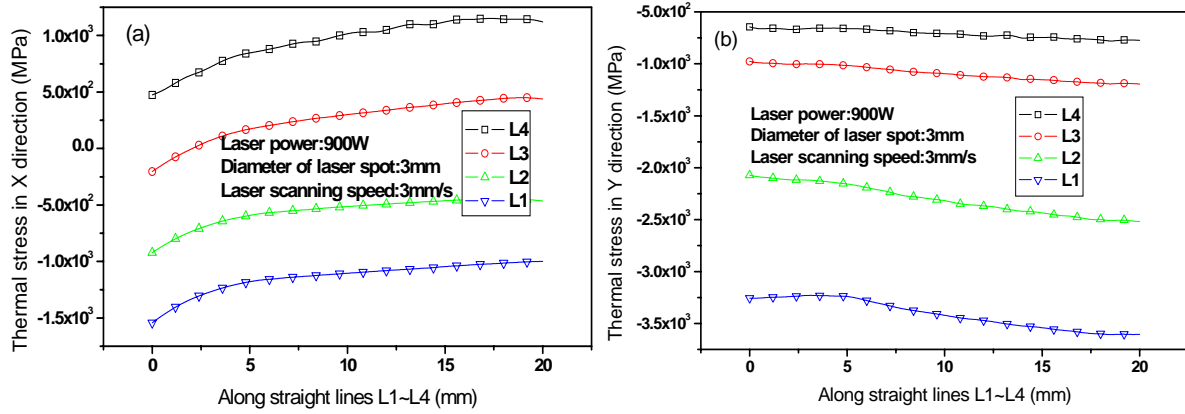 (a)
Thermal stress in X direction (MPa)
1.0x10³
5.0x10²
0.0
-5.0x10²
-1.0x10³
-1.5x10³
Laser power:900W
Diameter of laser spot:3mm
Laser scanning speed:3mm/s
L4
L3
L2
L1
0 5 10 15 20
Along straight lines L1~L4 (mm)
(b)
Thermal stress in Y direction (MPa)
-5.0x10²
-1.0x10³
-1.5x10³
-2.0x10³
-2.5x10³
-3.0x10³
-3.5x10³
Laser power:900W
Diameter of laser spot:3mm
Laser scanning speed:3mm/s
L4
L3
L2
L1
0 5 10 15 20
Along straight lines L1~L4 (mm)